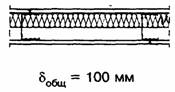 δобщ = 100 мм